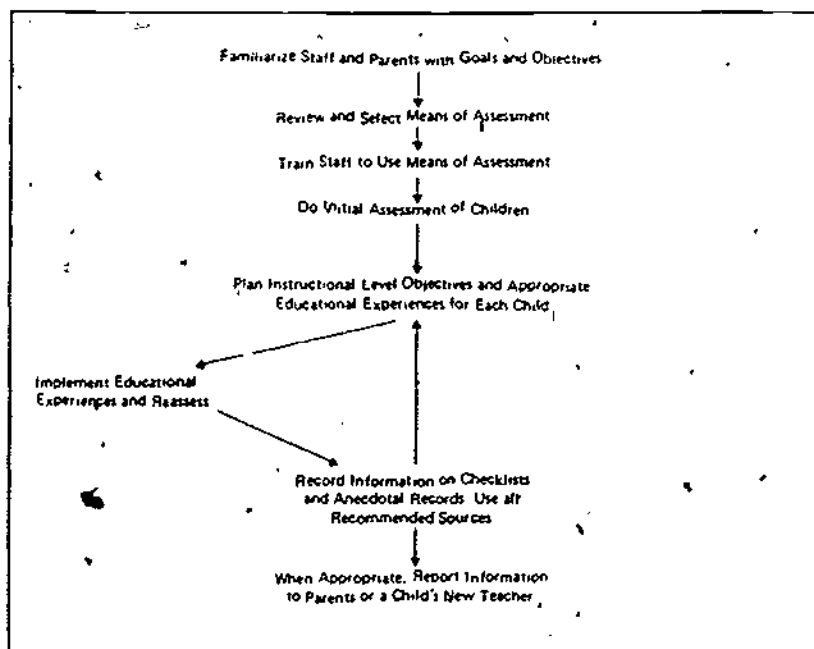 Familiarize Staff and Parents with Goals and Objectives
Review and Select Means of Assessment
Train Staff to Use Means of Assessment
Do Initial Assessment of Children
Plan Instructional Level Objectives and Appropriate
Educational Experiences for Each Child
Implement Educational
Experiences and Reassess
Record Information on Checklists
and Anecdotal Records. Use all
Recommended Sources
When Appropriate, Report Information
to Parents or a Child's New Teacher